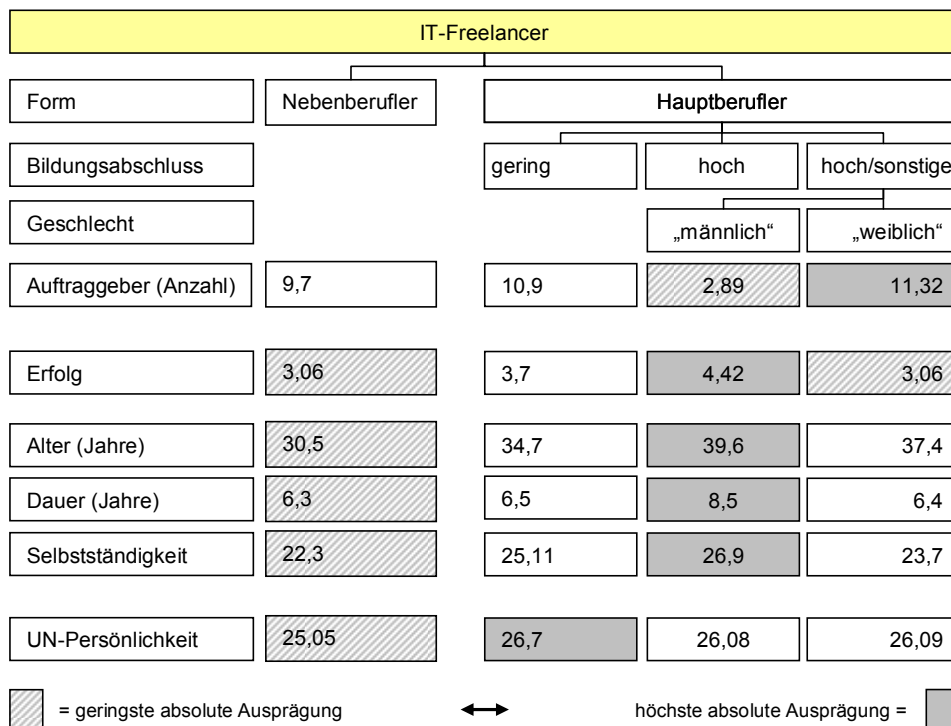 IT-Freelancer
Form Nebenberufler Hauptberufler
Bildungsabschluss gering hoch hoch/sonstige
Geschlecht „männlich“ „weiblich“
Auftraggeber (Anzahl) 9,7 10,9 2,89 11,32
Erfolg 3,06 3,7 4,42 3,06
Alter (Jahre) 30,5 34,7 39,6 37,4
Dauer (Jahre) 6,3 6,5 8,5 6,4
Selbstständigkeit 22,3 25,11 26,9 23,7
UN-Persönlichkeit 25,05 26,7 26,08 26,09
= geringste absolute Ausprägung höchste absolute Ausprägung =